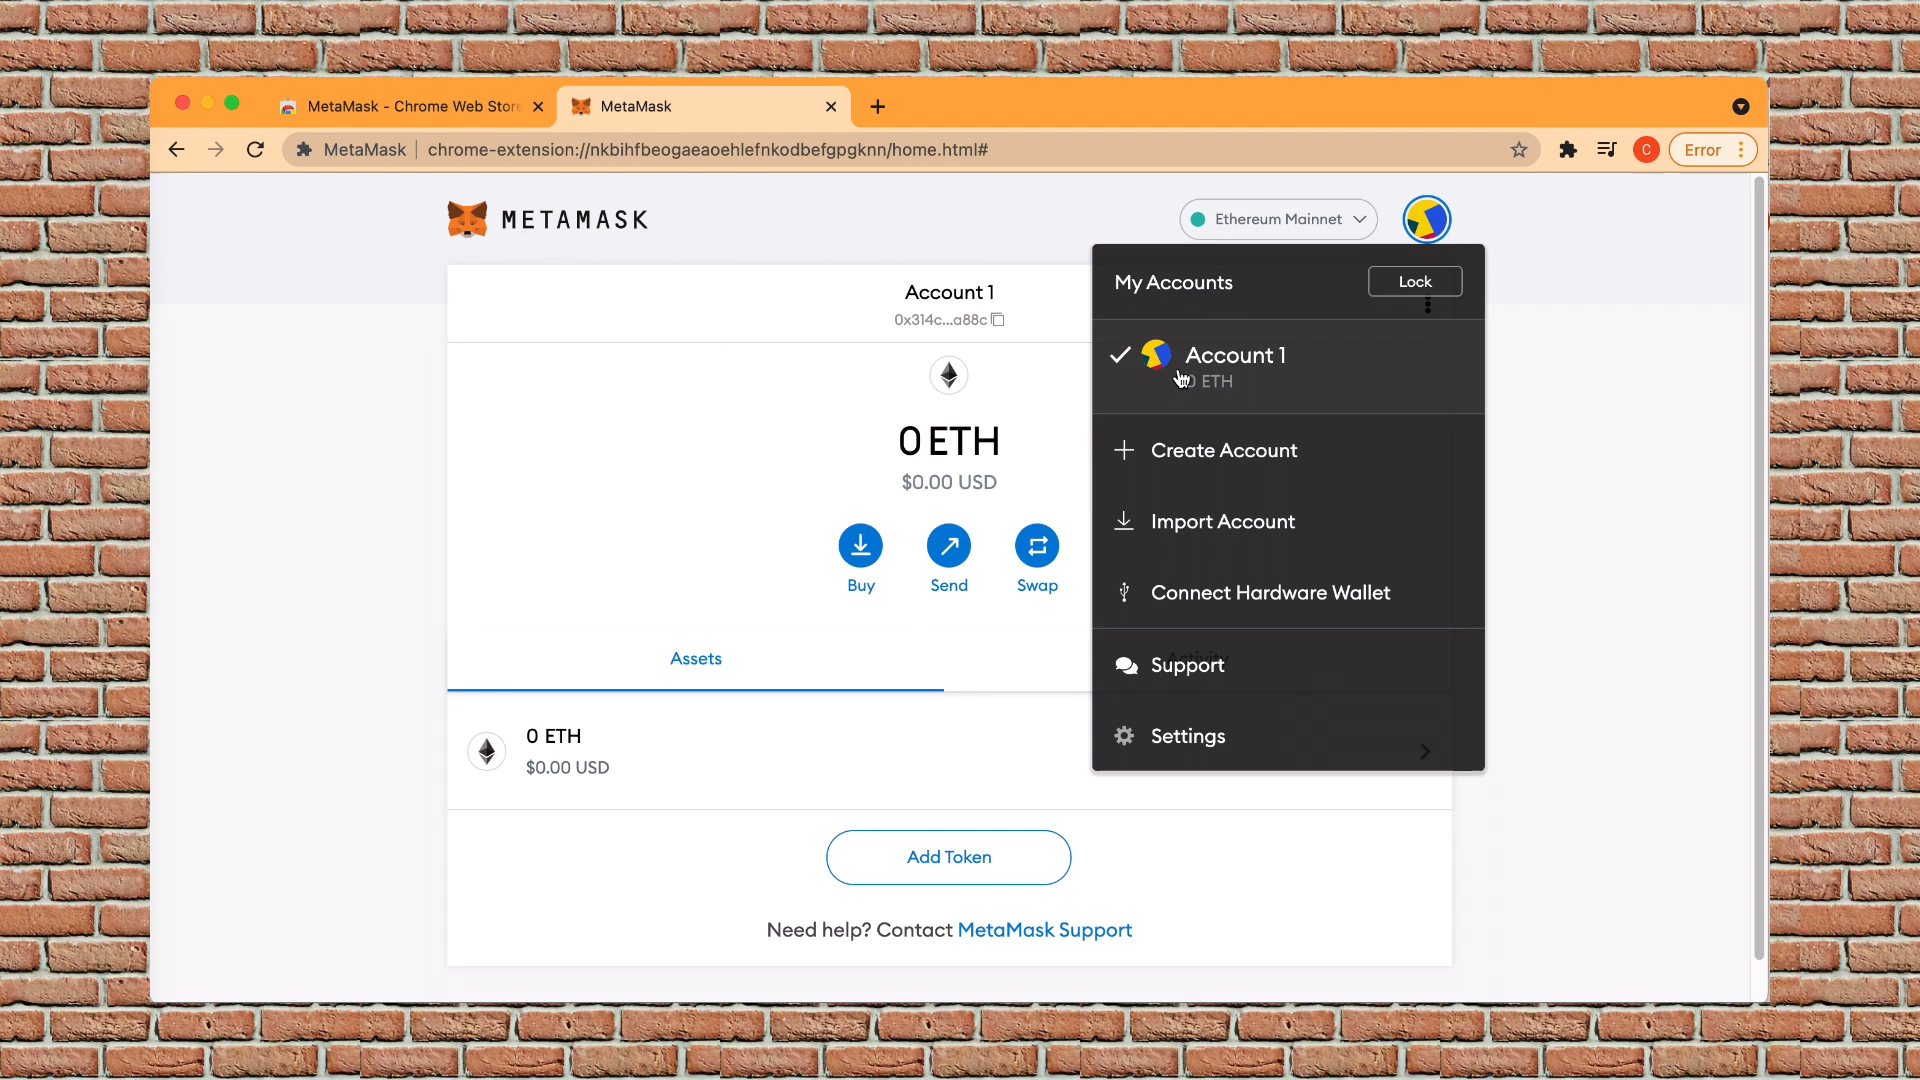 MetaMask - Chrome Web Store
MetaMask
MetaMask
chrome-extension://nkbihfbeogaeaoehlefnkodbefgpgknn/home.html#
C
Error
METAMASK
Ethereum Mainnet
Account 1
0x314c...a88c
0 ETH
$0.00 USD
Buy
Send
Swap
Assets
Activity
0 ETH
$0.00 USD
Add Token
Need help? Contact MetaMask Support
My Accounts
Lock
Account 1
0 ETH
Create Account
Import Account
Connect Hardware Wallet
Support
Settings